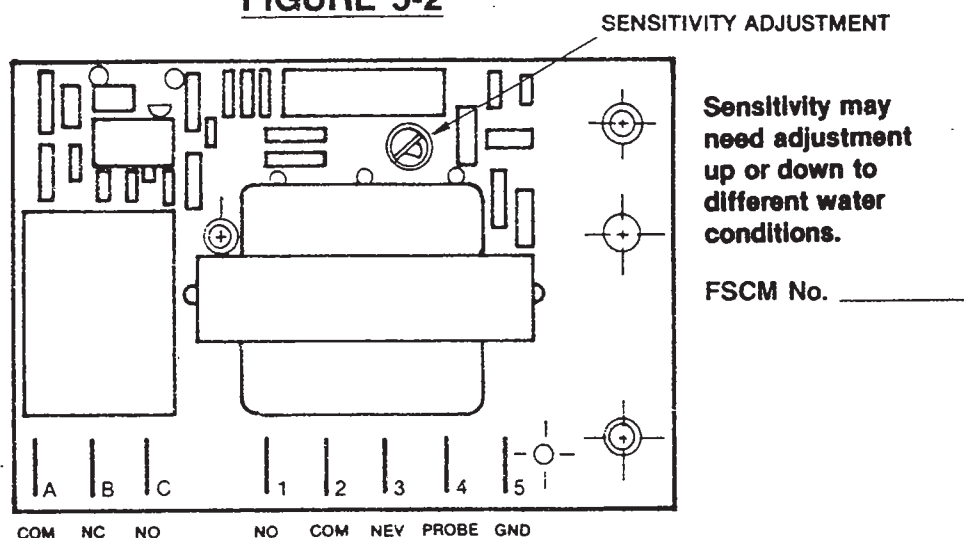 FIGURE 5-2
SENSITIVITY ADJUSTMENT
Sensitivity may
need adjustment
up or down to
different water
conditions.
FSCM No.
A B C 1 2 3 4 5
COM NC NO NO COM NEV PROBE GND